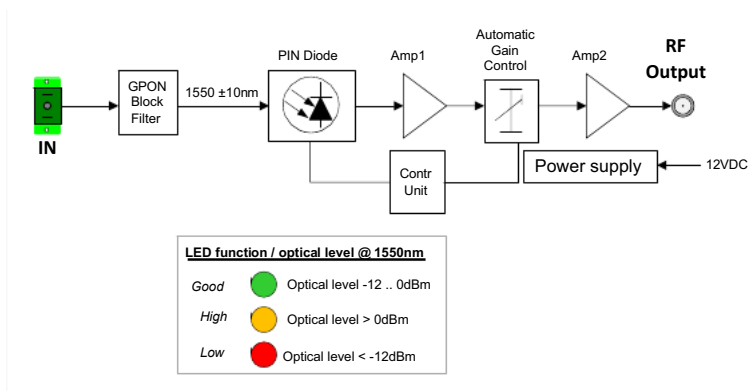 IN
GPON
Block
Filter
1550 ±10nm
PIN Diode
Amp1
Automatic
Gain
Control
Amp2
RF
Output
Contr
Unit
Power supply
12VDC
LED function / optical level @ 1550nm
Good Optical level -12 .. 0dBm
High Optical level > 0dBm
Low Optical level < -12dBm